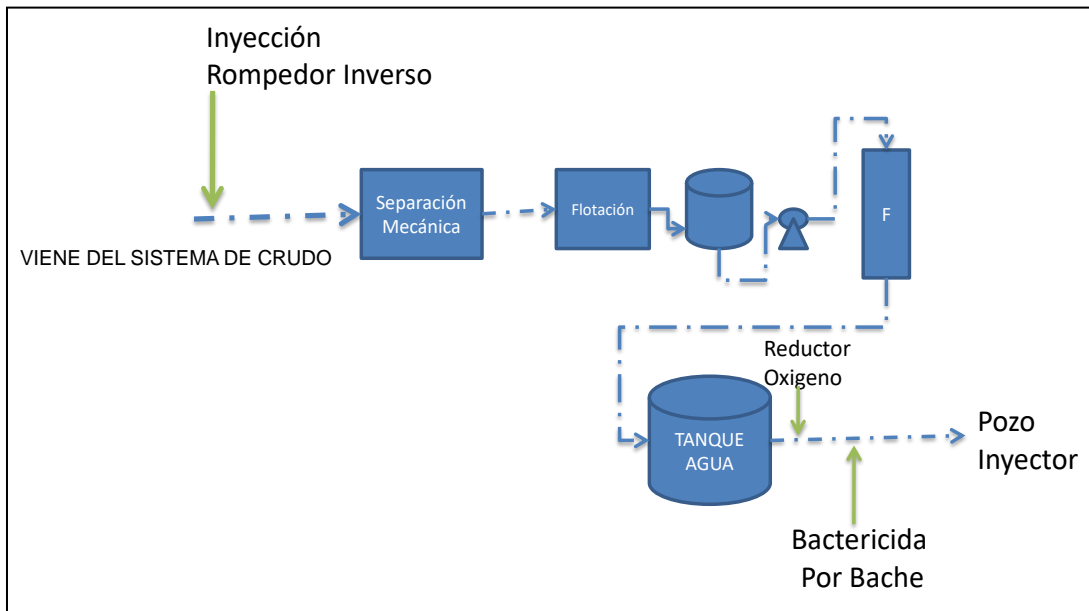 Inyección
Rompedor Inverso
Separación
Mecánica
Flotación
F
VIENE DEL SISTEMA DE CRUDO
Reductor
Oxigeno
TANQUE
AGUA
Pozo
Inyector
Bactericida
Por Bache